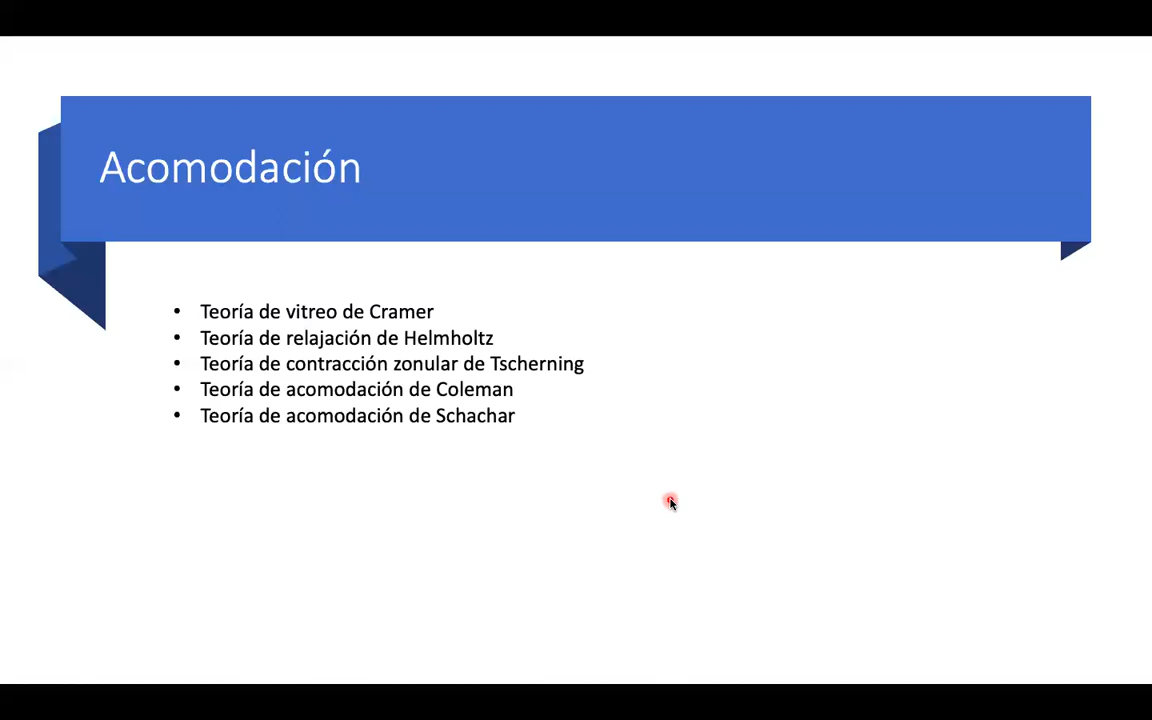 Acomodación
• Teoría de vitreo de Cramer
• Teoría de relajación de Helmholtz
• Teoría de contracción zonular de Tscherning
• Teoría de acomodación de Coleman
• Teoría de acomodación de Schachar